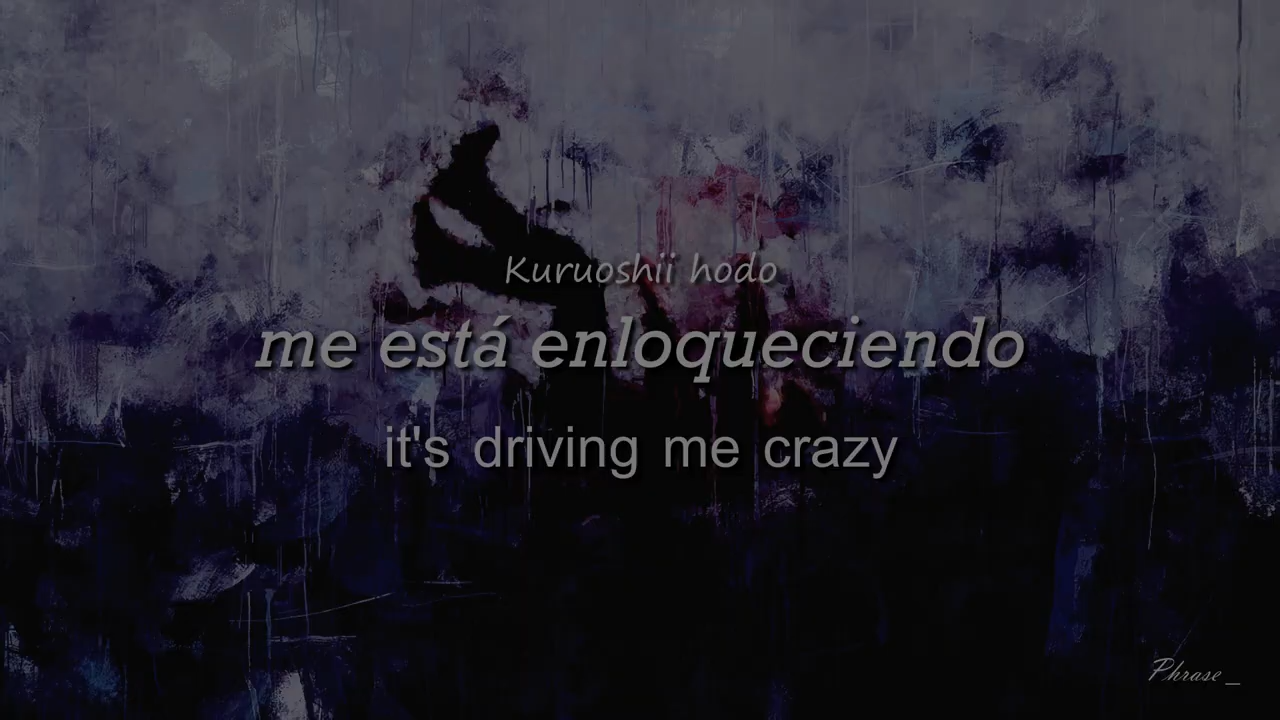 Kuruoshii hodo
me está enloqueciendo
it's driving me crazy
Phrase_